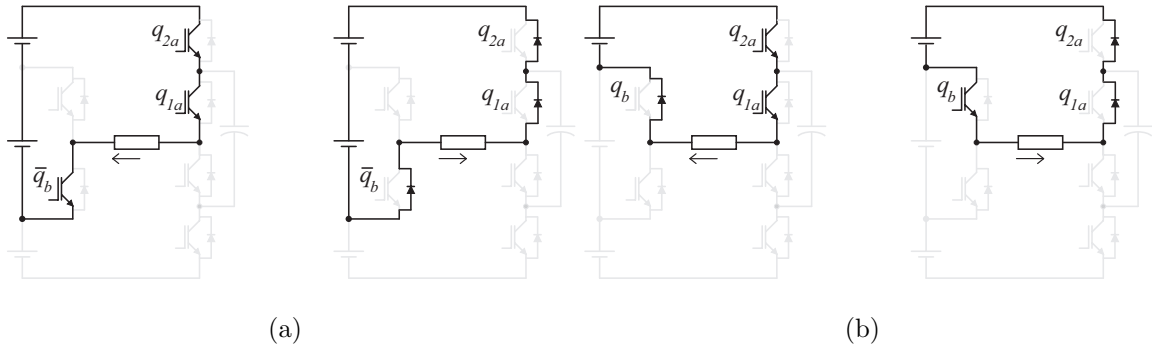 q2a q2a q2a q2a
q1a q1a qb q1a qb q1a
q̄b q̄b
(a) (b)